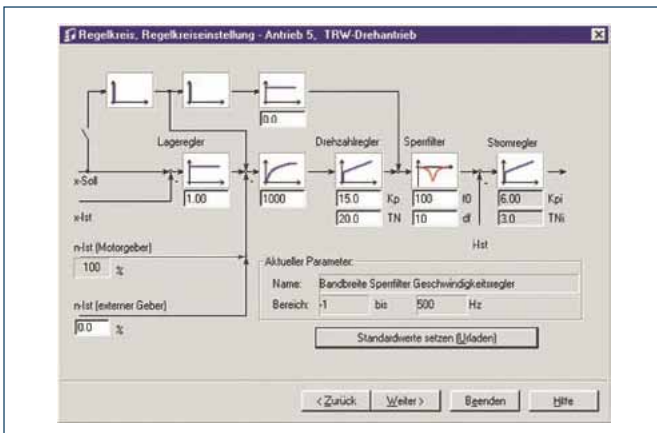 Regelkreis, Regelkreiseinstellung - Antrieb 5, TRW-Drehantrieb
0.0
Lageregler
Drehzahlregler
Sperrfilter
Stromregler
x-Soll
1.00
1000
15.0 Kp
100 f0
6.00 Kpi
x-Ist
20.0 TN
10 df
3.0 TNi
i-Ist
n-Ist (Motorgeber)
100 %
Aktueller Parameter:
Name: Bandbreite Sperrfilter Geschwindigkeitsregler
Bereich: -1 bis 500 Hz
n-Ist (externer Geber)
0.0 %
Standardwerte setzen (Urladen)
< Zurück
Weiter >
Beenden
Hilfe